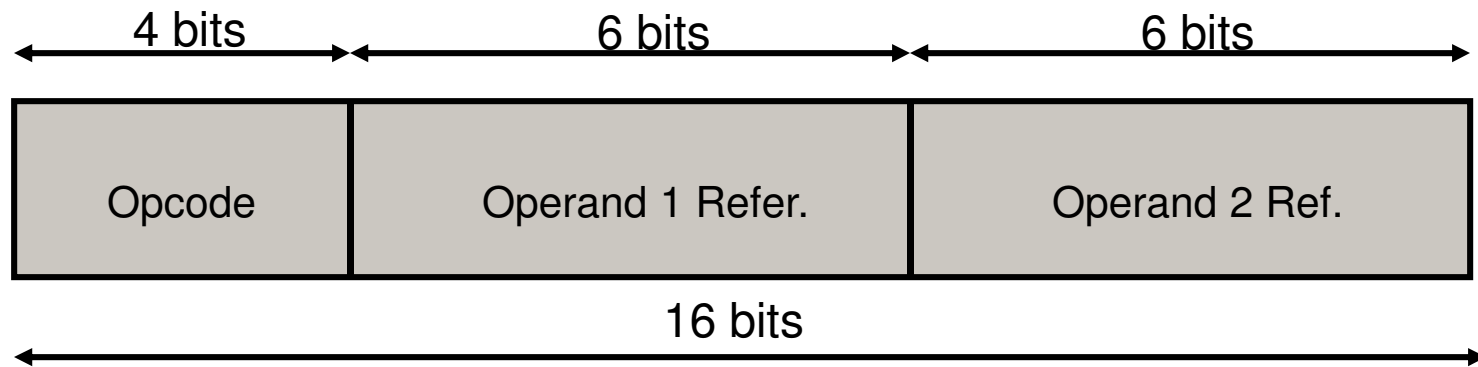 4 bits
6 bits
6 bits
Opcode
Operand 1 Refer.
Operand 2 Ref.
16 bits